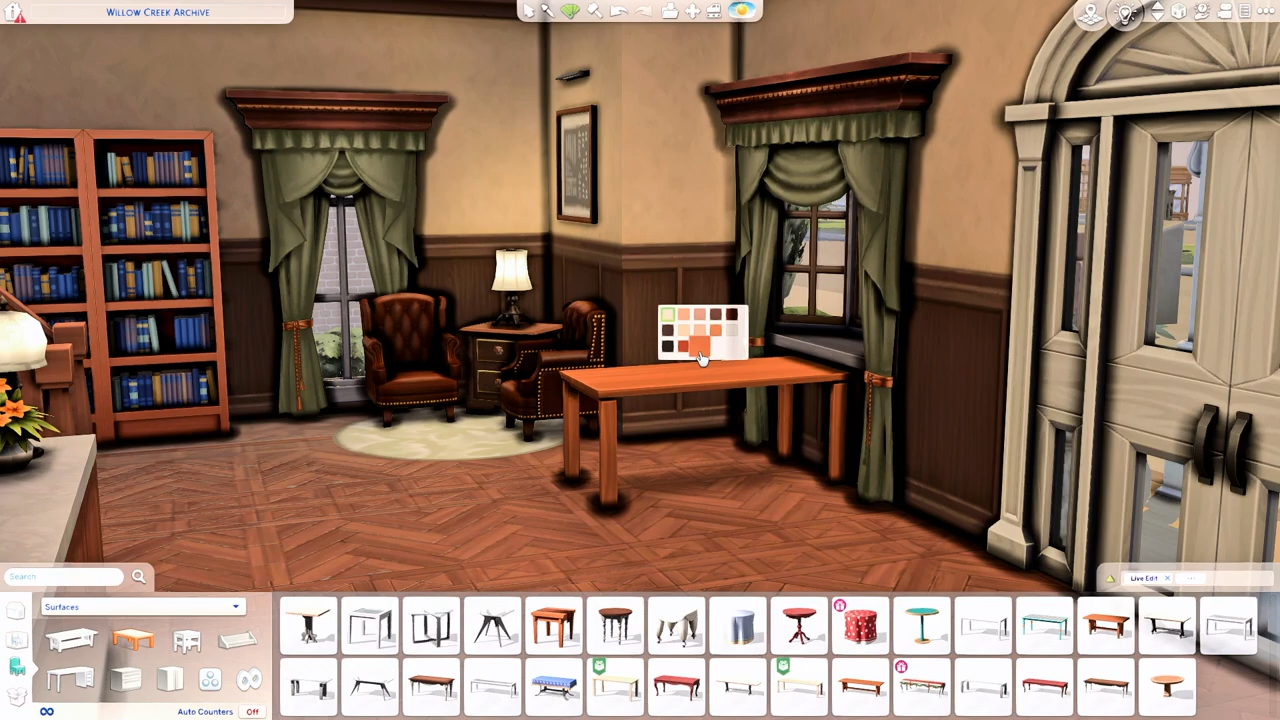 Willow Creek Archive
Search
Surfaces
Live Edit
Auto Counters
Off